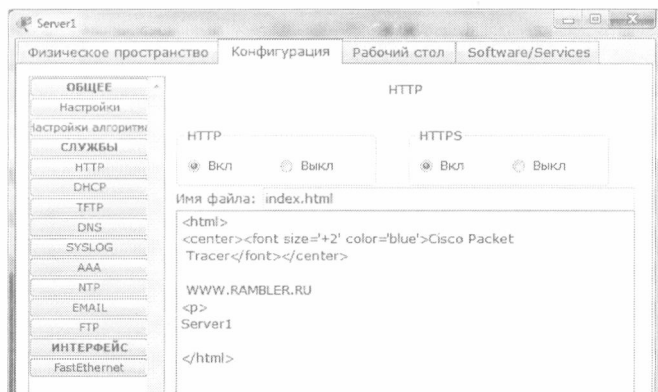 Server1
Физическое пространство Конфигурация Рабочий стол Software/Services
ОБЩЕЕ
Настройки
Настройки алгоритма
СЛУЖБЫ
HTTP
DHCP
TFTP
DNS
SYSLOG
AAA
NTP
EMAIL
FTP
ИНТЕРФЕЙС
FastEthernet
HTTP
HTTP
Вкл Выкл
HTTPS
Вкл Выкл
Имя файла: index.html
<html>
<center><font size='+2' color='blue'>Cisco Packet
Tracer</font></center>
WWW.RAMBLER.RU
<p>
Server1
</html>